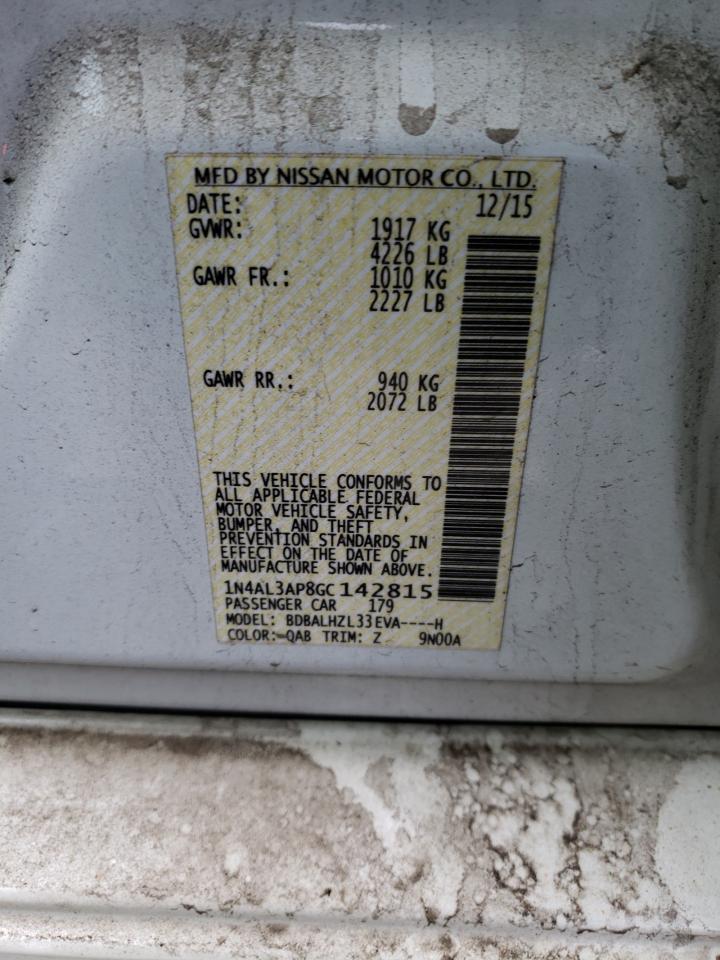 MFD BY NISSAN MOTOR CO., LTD.
DATE: 12/15
GVWR: 1917 KG
4226 LB
GAWR FR.: 1010 KG
2227 LB
GAWR RR.: 940 KG
2072 LB
THIS VEHICLE CONFORMS TO
ALL APPLICABLE FEDERAL
MOTOR VEHICLE SAFETY,
BUMPER, AND THEFT
PREVENTION STANDARDS IN
EFFECT ON THE DATE OF
MANUFACTURE SHOWN ABOVE.
1N4AL3AP8GC142815
PASSENGER CAR 179
MODEL: BDBALHZL33EVA----H
COLOR: QAB TRIM: Z 9N00A